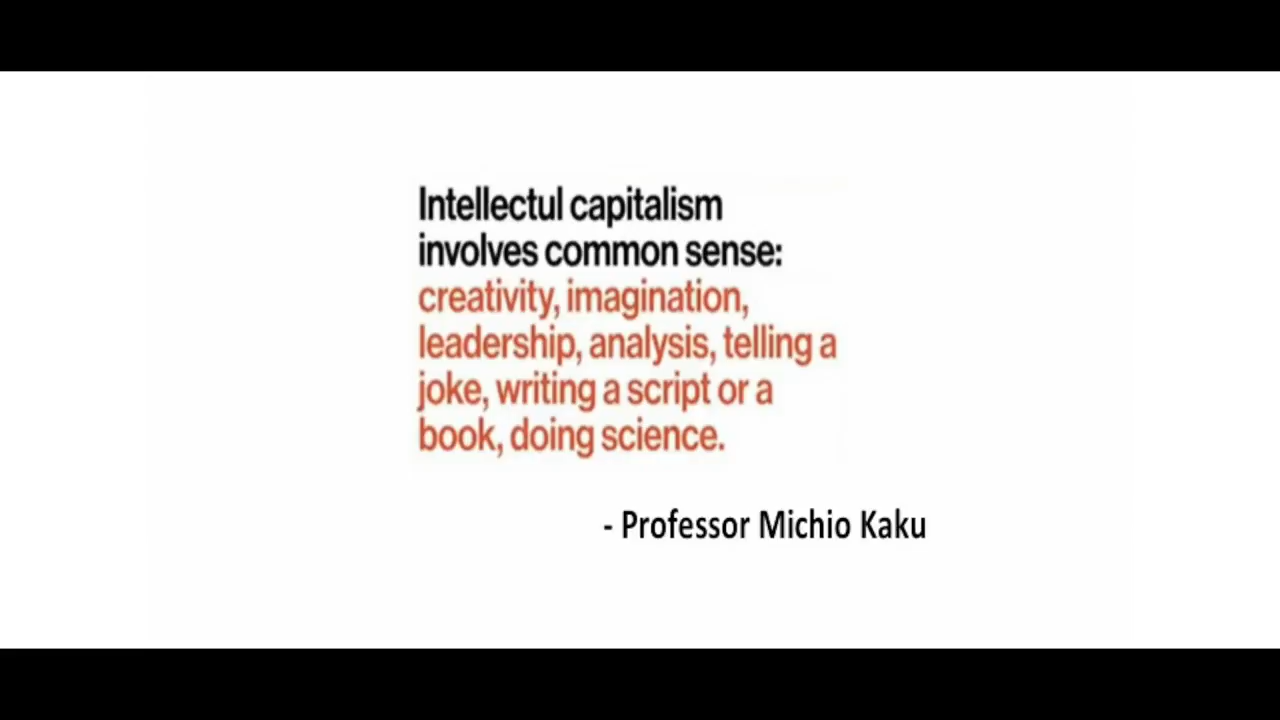 Intellectul capitalism
involves common sense:
creativity, imagination,
leadership, analysis, telling a
joke, writing a script or a
book, doing science.
- Professor Michio Kaku